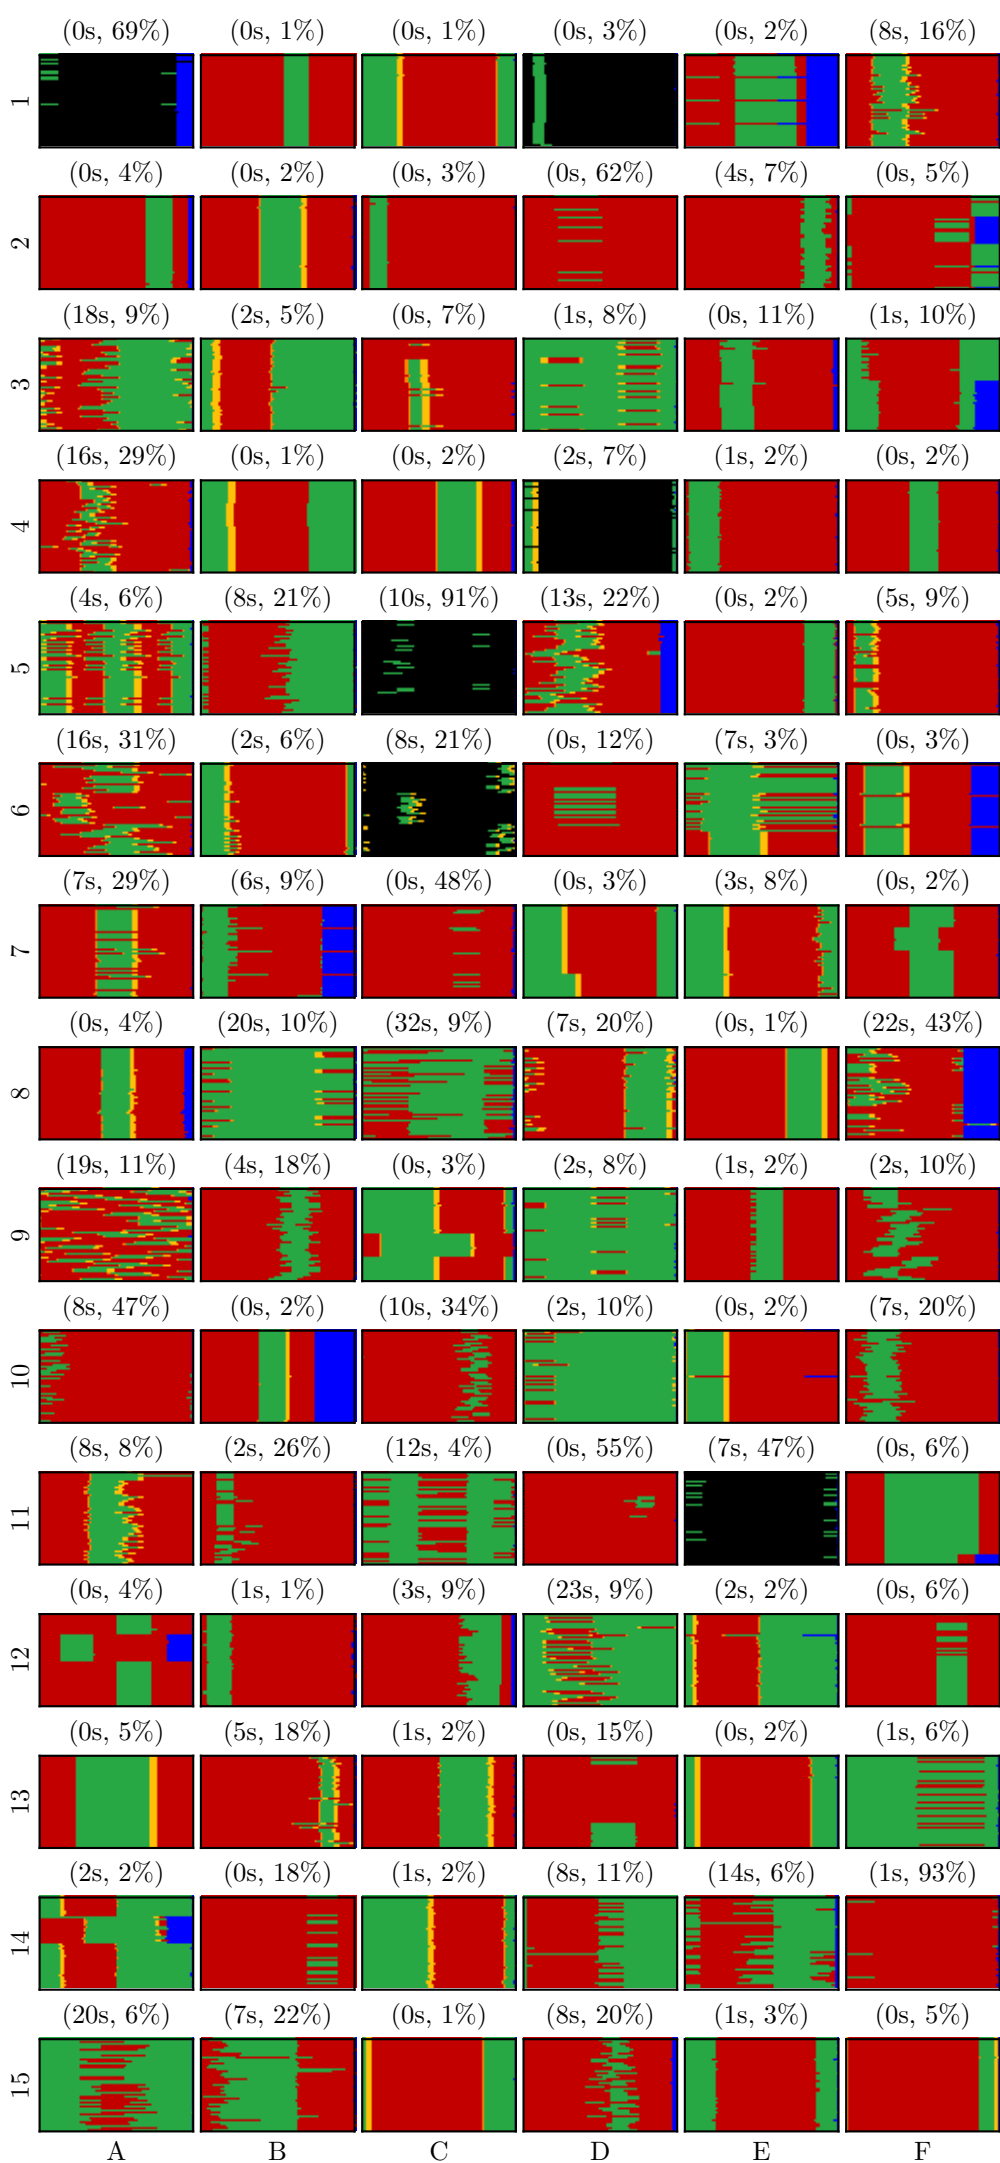 (0s, 69%) (0s, 1%) (0s, 1%) (0s, 3%) (0s, 2%) (8s, 16%)
1
(0s, 4%) (0s, 2%) (0s, 3%) (0s, 62%) (4s, 7%) (0s, 5%)
2
(18s, 9%) (2s, 5%) (0s, 7%) (1s, 8%) (0s, 11%) (1s, 10%)
3
(16s, 29%) (0s, 1%) (0s, 2%) (2s, 7%) (1s, 2%) (0s, 2%)
4
(4s, 6%) (8s, 21%) (10s, 91%) (13s, 22%) (0s, 2%) (5s, 9%)
5
(16s, 31%) (2s, 6%) (8s, 21%) (0s, 12%) (7s, 3%) (0s, 3%)
6
(7s, 29%) (6s, 9%) (0s, 48%) (0s, 3%) (3s, 8%) (0s, 2%)
7
(0s, 4%) (20s, 10%) (32s, 9%) (7s, 20%) (0s, 1%) (22s, 43%)
8
(19s, 11%) (4s, 18%) (0s, 3%) (2s, 8%) (1s, 2%) (2s, 10%)
9
(8s, 47%) (0s, 2%) (10s, 34%) (2s, 10%) (0s, 2%) (7s, 20%)
10
(8s, 8%) (2s, 26%) (12s, 4%) (0s, 55%) (7s, 47%) (0s, 6%)
11
(0s, 4%) (1s, 1%) (3s, 9%) (23s, 9%) (2s, 2%) (0s, 6%)
12
(0s, 5%) (5s, 18%) (1s, 2%) (0s, 15%) (0s, 2%) (1s, 6%)
13
(2s, 2%) (0s, 18%) (1s, 2%) (8s, 11%) (14s, 6%) (1s, 93%)
14
(20s, 6%) (7s, 22%) (0s, 1%) (8s, 20%) (1s, 3%) (0s, 5%)
15
A B C D E F